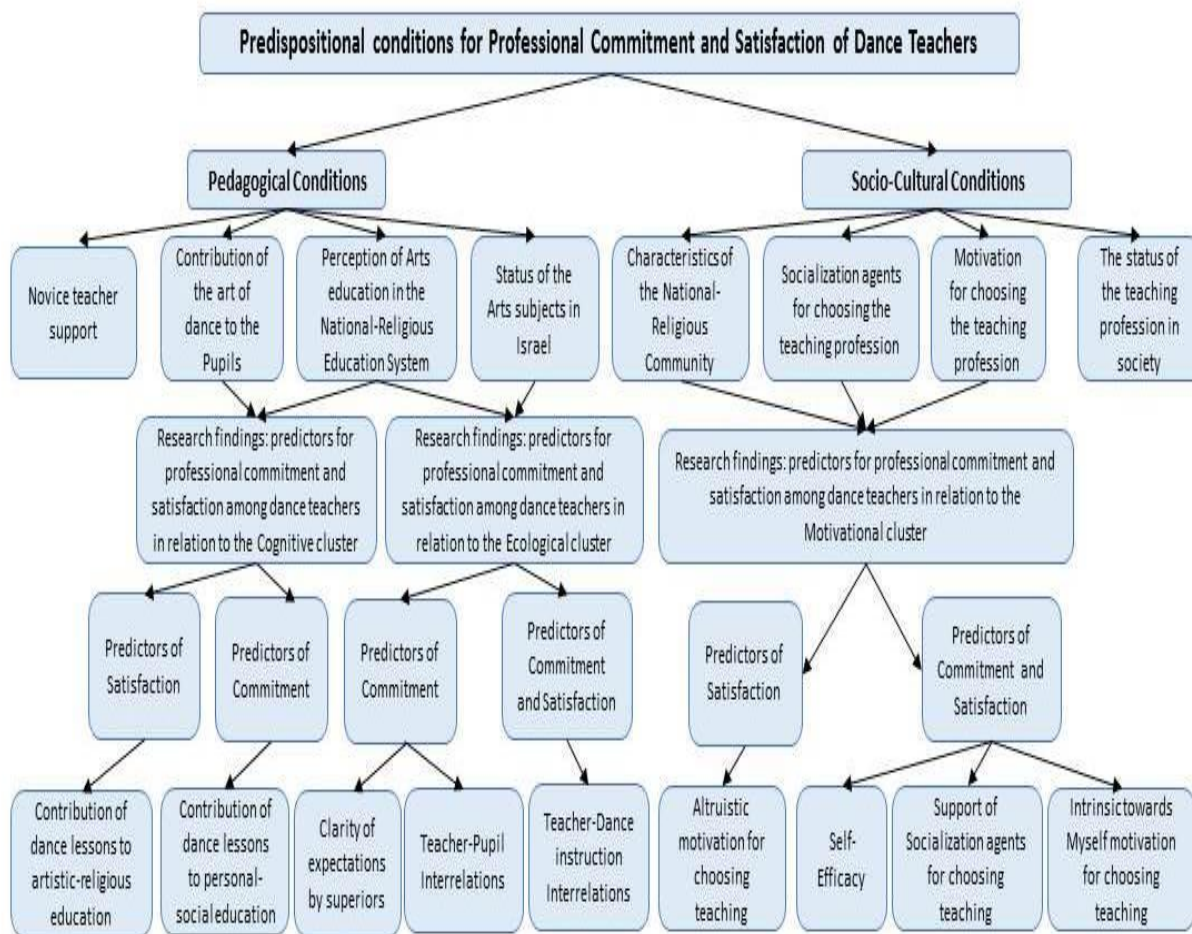 Predispositional conditions for Professional Commitment and Satisfaction of Dance Teachers
Pedagogical Conditions
Socio-Cultural Conditions
Novice teacher
support
Contribution of
the art of
dance to the
Pupils
Perception of Arts
education in the
National-Religious
Education System
Status of the
Arts subjects in
Israel
Characteristics of
the National-
Religious
Community
Socialization agents
for choosing the
teaching profession
Motivation
for choosing
the teaching
profession
The status of
the teaching
profession in
society
Research findings: predictors for
professional commitment and
satisfaction among dance teachers
in relation to the Cognitive cluster
Research findings: predictors for
professional commitment and
satisfaction among dance teachers in
relation to the Ecological cluster
Research findings: predictors for professional commitment and
satisfaction among dance teachers in relation to the
Motivational cluster
Predictors of
Satisfaction
Predictors of
Commitment
Predictors of
Commitment
Predictors of
Commitment
and Satisfaction
Predictors of
Satisfaction
Predictors of
Commitment and
Satisfaction
Contribution of
dance lessons to
artistic-religious
education
Contribution of
dance lessons
to personal-
social education
Clarity of
expectations
by superiors
Teacher-Pupil
Interrelations
Teacher-Dance
instruction
Interrelations
Altruistic
motivation for
choosing
teaching
Self-
Efficacy
Support of
Socialization agents
for choosing
teaching
Intrinsic towards
Myself motivation
for choosing
teaching